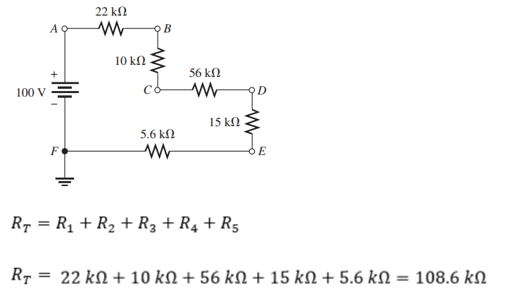 22 kΩ
A
B
10 kΩ
+
56 kΩ
100 V
C
D
−
15 kΩ
5.6 kΩ
F
E
R_T = R_1 + R_2 + R_3 + R_4 + R_5
R_T = 22 kΩ + 10 kΩ + 56 kΩ + 15 kΩ + 5.6 kΩ = 108.6 kΩ